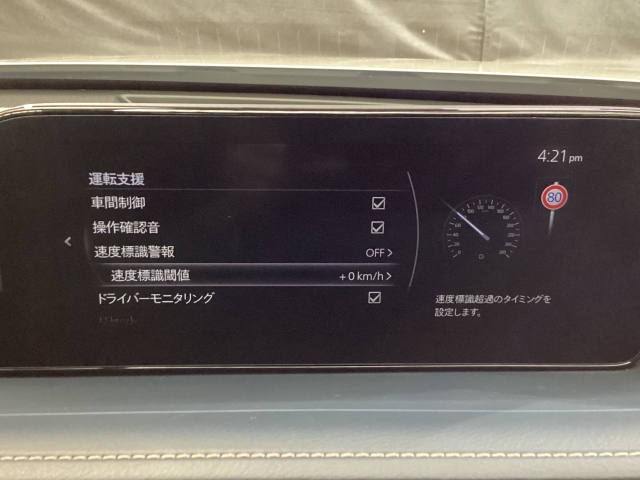 4:21 pm
運転支援
車間制御
操作確認音
速度標識警報 OFF
速度標識閾値 +0 km/h
ドライバーモニタリング
80
速度標識超過のタイミングを
設定します。